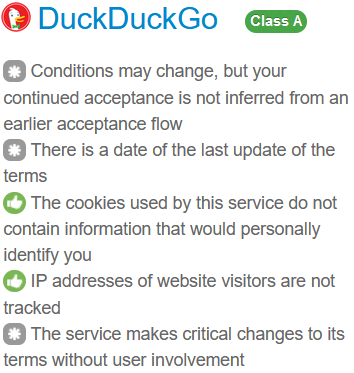 DuckDuckGo Class A
Conditions may change, but your
continued acceptance is not inferred from an
earlier acceptance flow
There is a date of the last update of the
terms
The cookies used by this service do not
contain information that would personally
identify you
IP addresses of website visitors are not
tracked
The service makes critical changes to its
terms without user involvement